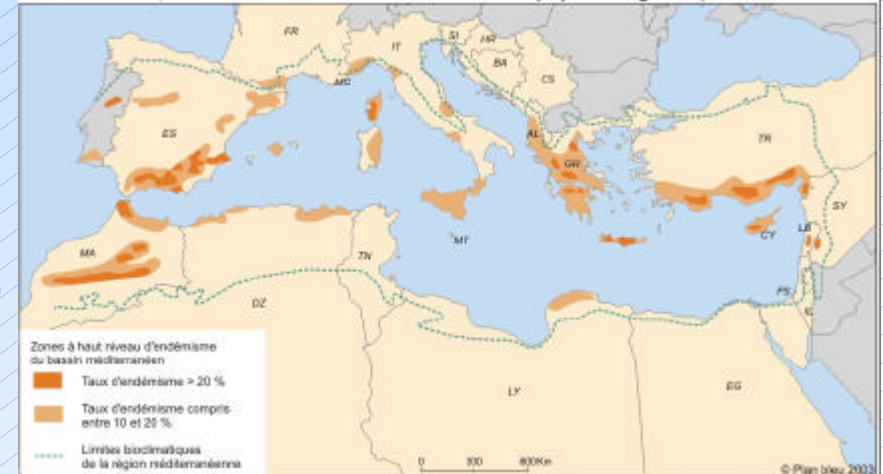 FR
SI
HR
IT
BA
CS
MC
ES
AL
GR
TR
SY
CY
LB
MT
MA
TN
PS
IL
DZ
LY
EG
Zones à haut niveau d'endémisme
du bassin méditerranéen
Taux d'endémisme > 20 %
Taux d'endémisme compris
entre 10 et 20 %
Limites bioclimatiques
de la région méditerranéenne
0 300 600Km
© Plan bleu 2003